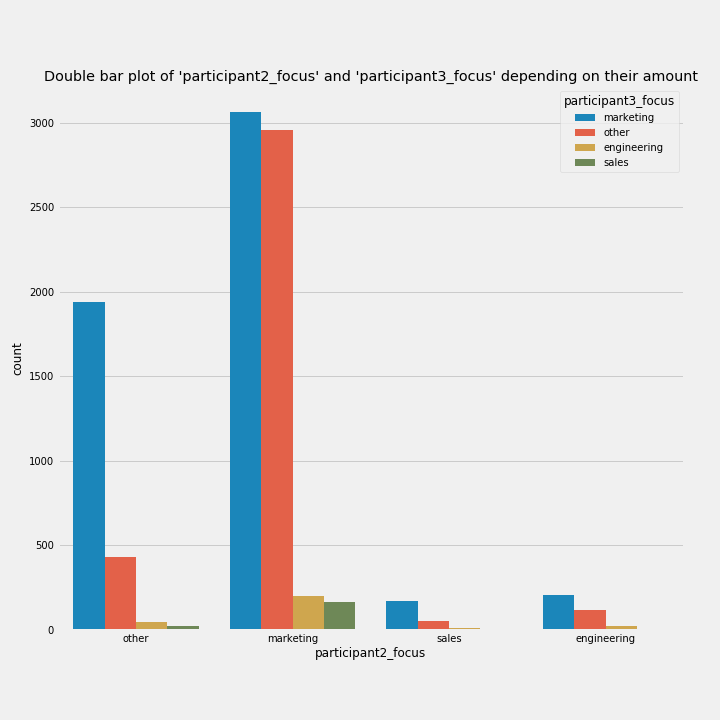 Double bar plot of 'participant2_focus' and 'participant3_focus' depending on their amount
participant3_focus
marketing
other
engineering
sales
3000
2500
2000
1500
1000
500
0
count
other
marketing
sales
engineering
participant2_focus